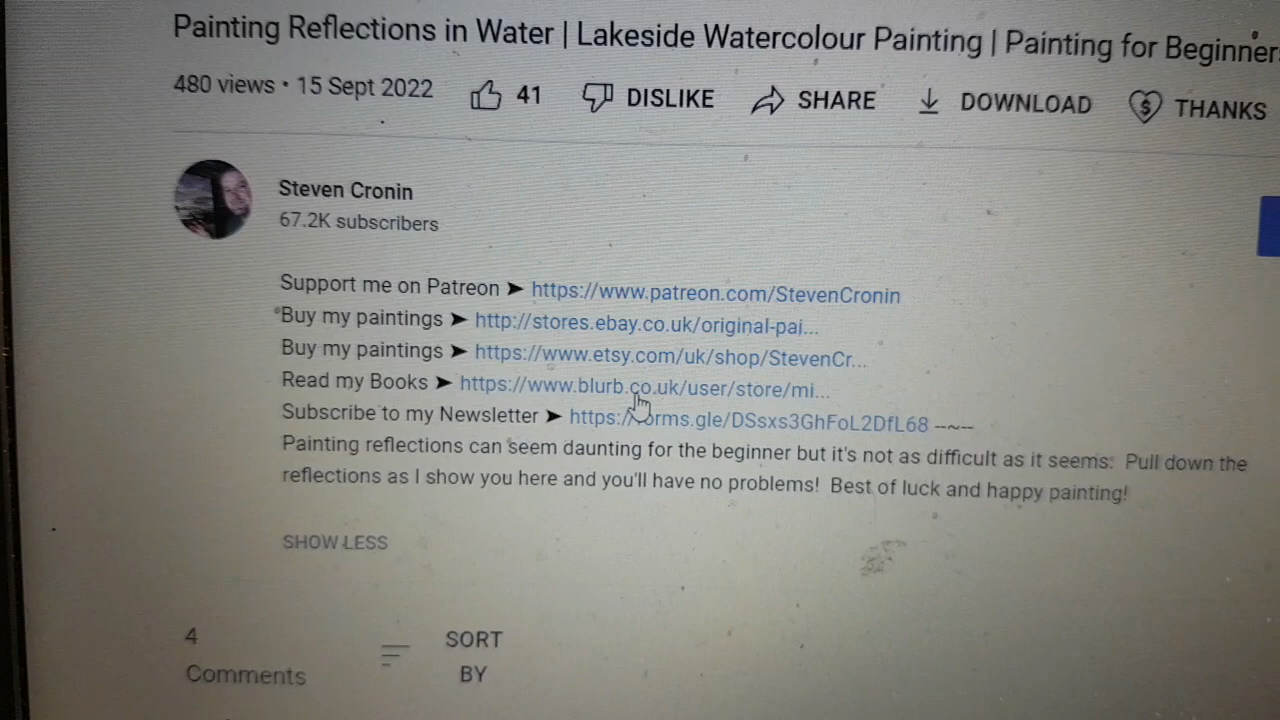 Painting Reflections in Water | Lakeside Watercolour Painting | Painting for Beginner
480 views • 15 Sept 2022 41 DISLIKE SHARE DOWNLOAD THANKS
Steven Cronin
67.2K subscribers
Support me on Patreon ➤ https://www.patreon.com/StevenCronin
Buy my paintings ➤ http://stores.ebay.co.uk/original-pai...
Buy my paintings ➤ https://www.etsy.com/uk/shop/StevenCr...
Read my Books ➤ https://www.blurb.co.uk/user/store/mi...
Subscribe to my Newsletter ➤ https:/ orms.gle/DSsxs3GhFoL2DfL68 --~--
Painting reflections can seem daunting for the beginner but it's not as difficult as it seems: Pull down the
reflections as I show you here and you'll have no problems! Best of luck and happy painting!
SHOW LESS
4
Comments
SORT
BY